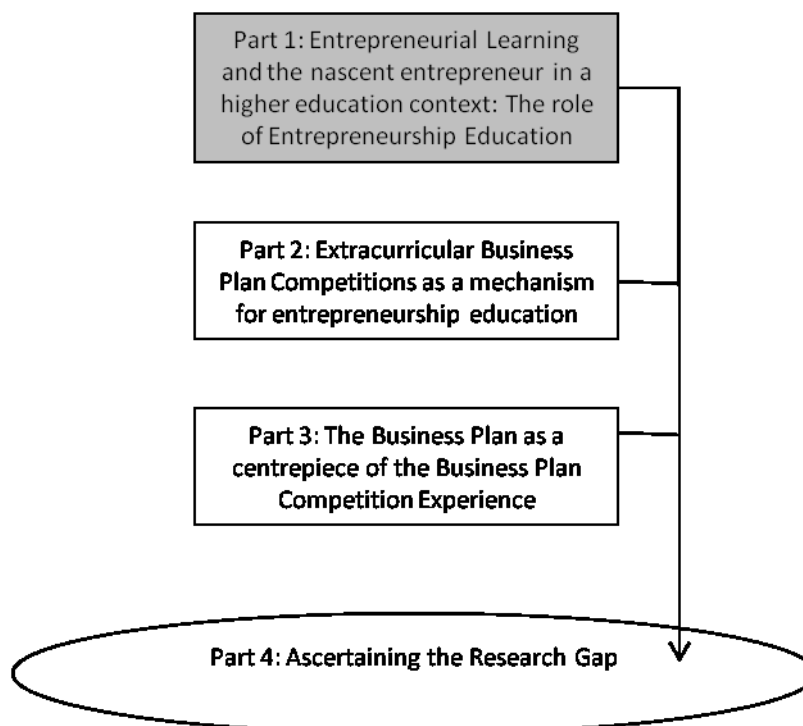 Part 1: Entrepreneurial Learning
and the nascent entrepreneur in a
higher education context: The role
of Entrepreneurship Education
Part 2: Extracurricular Business
Plan Competitions as a mechanism
for entrepreneurship education
Part 3: The Business Plan as a
centrepiece of the Business Plan
Competition Experience
Part 4: Ascertaining the Research Gap